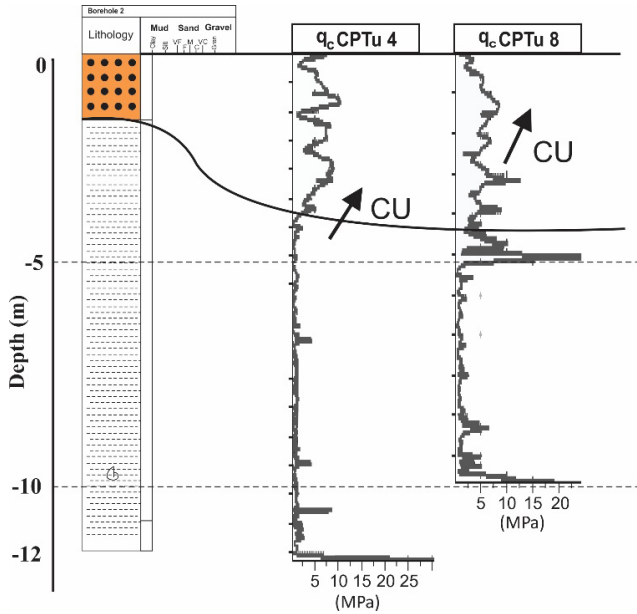 Borehole 2
Lithology
Mud Sand Gravel
Clay Silt VF F M C VC Gran
qc CPTu 4
qc CPTu 8
0
-5
-10
-12
Depth (m)
CU
CU
5 10 15 20 25
(MPa)
5 10 15 20
(MPa)